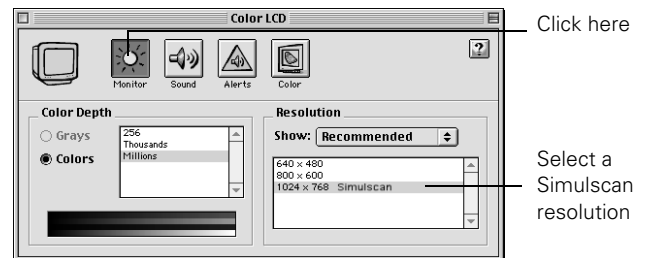 Color LCD
Click here
?
Monitor
Sound
Alerts
Color
Color Depth
Grays
Colors
256
Thousands
Millions
Resolution
Show: Recommended
640 x 480
800 x 600
1024 x 768 Simulscan
Select a
Simulscan
resolution